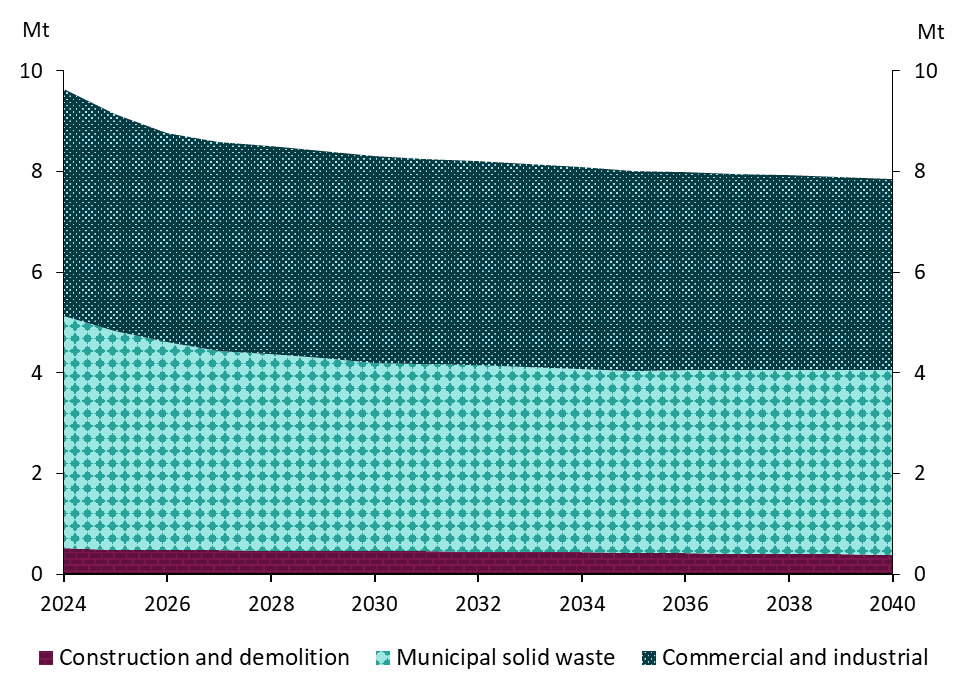 Mt Mt
10 10
8 8
6 6
4 4
2 2
0 0
2024 2026 2028 2030 2032 2034 2036 2038 2040
Construction and demolition Municipal solid waste Commercial and industrial